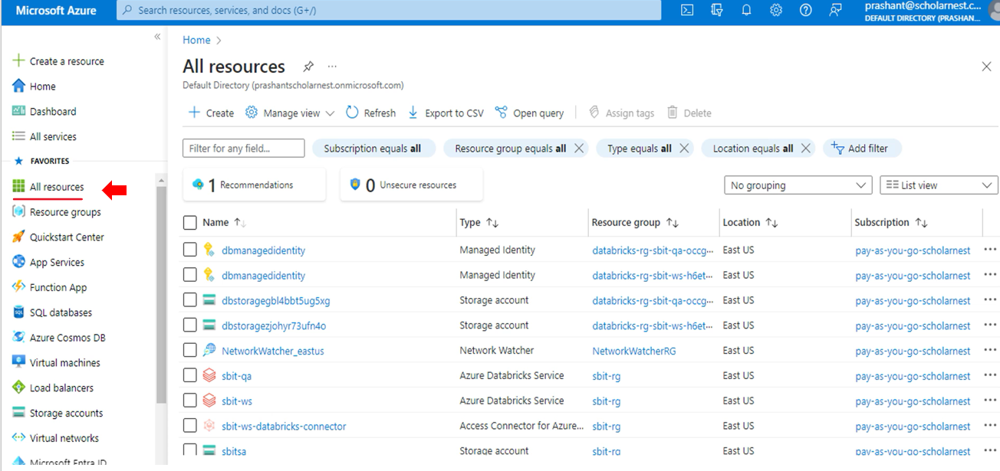 Microsoft Azure
Search resources, services, and docs (G+/)
prashant@scholarnest.c...
DEFAULT DIRECTORY (PRASHAN...
Create a resource
Home
Dashboard
All services
FAVORITES
All resources
Resource groups
Quickstart Center
App Services
Function App
SQL databases
Azure Cosmos DB
Virtual machines
Load balancers
Storage accounts
Virtual networks
Microsoft Entra ID
Home
All resources
Default Directory (prashantscholarnest.onmicrosoft.com)
Create Manage view Refresh Export to CSV Open query Assign tags Delete
Filter for any field... Subscription equals all Resource group equals all Type equals all Location equals all Add filter
1 Recommendations 0 Unsecure resources No grouping List view
Name Type Resource group Location Subscription
dbmanagedidentity Managed Identity databricks-rg-sbit-qa-occg... East US pay-as-you-go-scholarnest
dbmanagedidentity Managed Identity databricks-rg-sbit-ws-h6et... East US pay-as-you-go-scholarnest
dbstoragegbl4bbt5ug5xg Storage account databricks-rg-sbit-qa-occg... East US pay-as-you-go-scholarnest
dbstoragezjohyr73ufn4o Storage account databricks-rg-sbit-ws-h6et... East US pay-as-you-go-scholarnest
NetworkWatcher_eastus Network Watcher NetworkWatcherRG East US pay-as-you-go-scholarnest
sbit-qa Azure Databricks Service sbit-rg East US pay-as-you-go-scholarnest
sbit-ws Azure Databricks Service sbit-rg East US pay-as-you-go-scholarnest
sbit-ws-databricks-connector Access Connector for Azure... sbit-rg East US pay-as-you-go-scholarnest
sbitsa Storage account sbit-rg East US pay-as-you-go-scholarnest